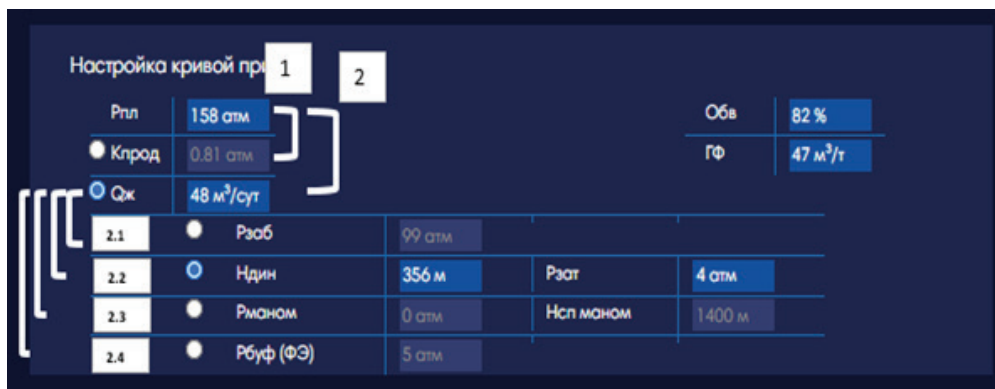 Настройка кривой при 1 2
Рпл 158 атм Обв 82 %
Кпрод 0.81 атм ГФ 47 м³/т
Qж 48 м³/сут
2.1 Рзаб 99 атм
2.2 Ндин 356 м Рзат 4 атм
2.3 Рманом 0 атм Нсп маном 1400 м
2.4 Рбуф (ФЭ) 5 атм